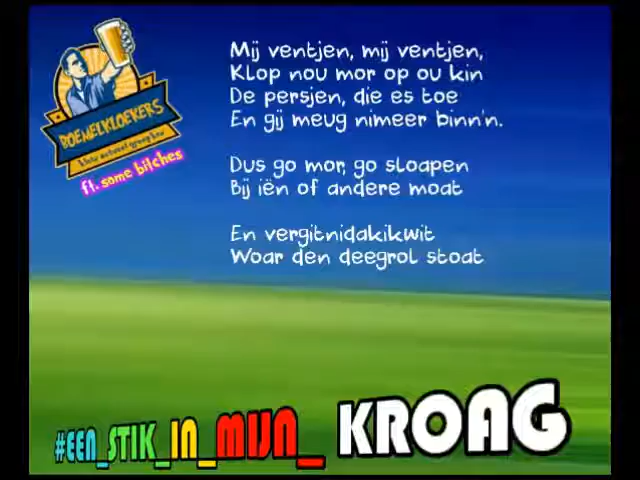 Mij ventjen, mij ventjen,
Klop nou mor op ou kin
De persjen, die es toe
En gij meug nimeer binn'n.
Dus go mor, go sloapen
Bij iën of andere moat
En vergitnidakikwit
Woar den deegrol stoat
BOEMELKLOEKERS
ft. some bitches
#EEN_STIK_IN_MIJN_ KROAG